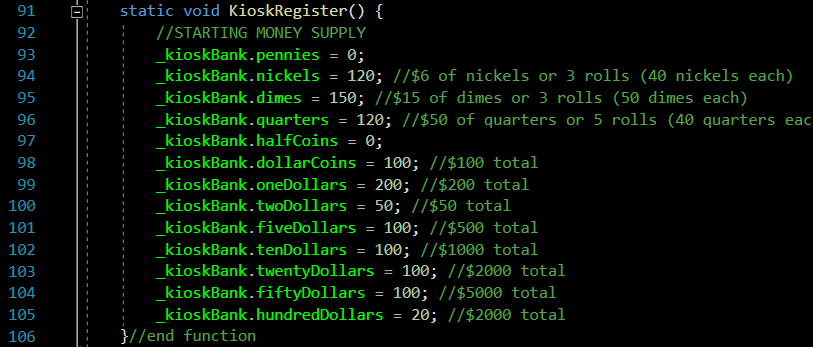 91 static void KioskRegister() {
92 //STARTING MONEY SUPPLY
93 _kioskBank.pennies = 0;
94 _kioskBank.nickels = 120; //$6 of nickels or 3 rolls (40 nickels each)
95 _kioskBank.dimes = 150; //$15 of dimes or 3 rolls (50 dimes each)
96 _kioskBank.quarters = 120; //$50 of quarters or 5 rolls (40 quarters eac
97 _kioskBank.halfCoins = 0;
98 _kioskBank.dollarCoins = 100; //$100 total
99 _kioskBank.oneDollars = 200; //$200 total
100 _kioskBank.twoDollars = 50; //$50 total
101 _kioskBank.fiveDollars = 100; //$500 total
102 _kioskBank.tenDollars = 100; //$1000 total
103 _kioskBank.twentyDollars = 100; //$2000 total
104 _kioskBank.fiftyDollars = 100; //$5000 total
105 _kioskBank.hundredDollars = 20; //$2000 total
106 }//end function